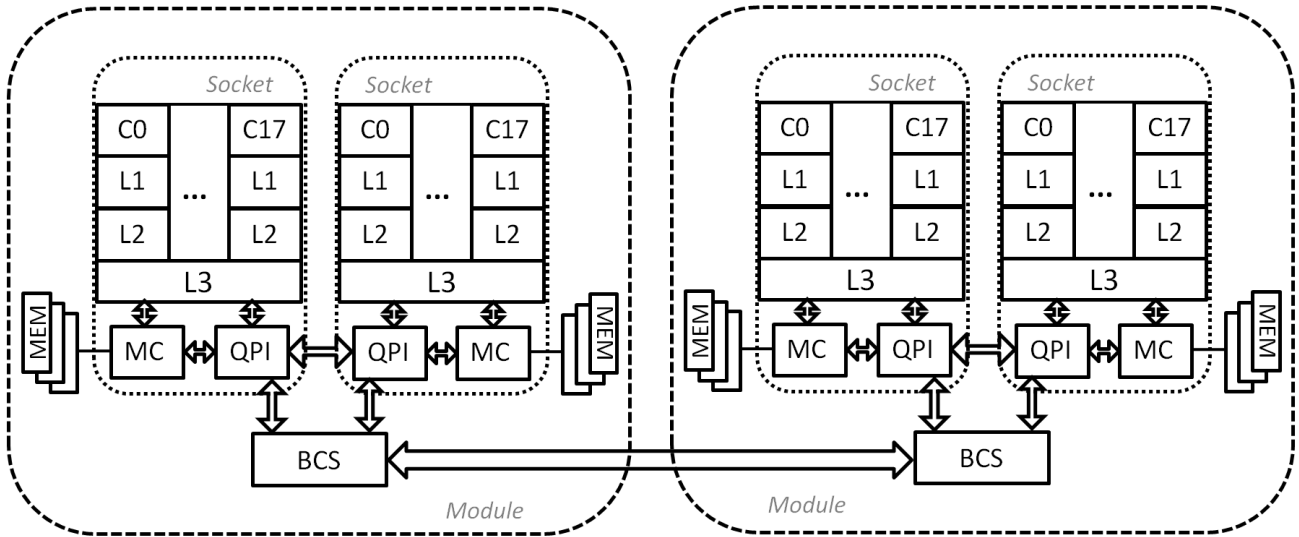 Socket Socket Socket Socket
C0 C17 C0 C17 C0 C17 C0 C17
L1 ... L1 L1 ... L1 L1 ... L1 L1 ... L1
L2 L2 L2 L2 L2 L2 L2 L2
L3 L3 L3 L3
MEM MC QPI QPI MC MEM MEM MC QPI QPI MC MEM
BCS BCS
Module Module